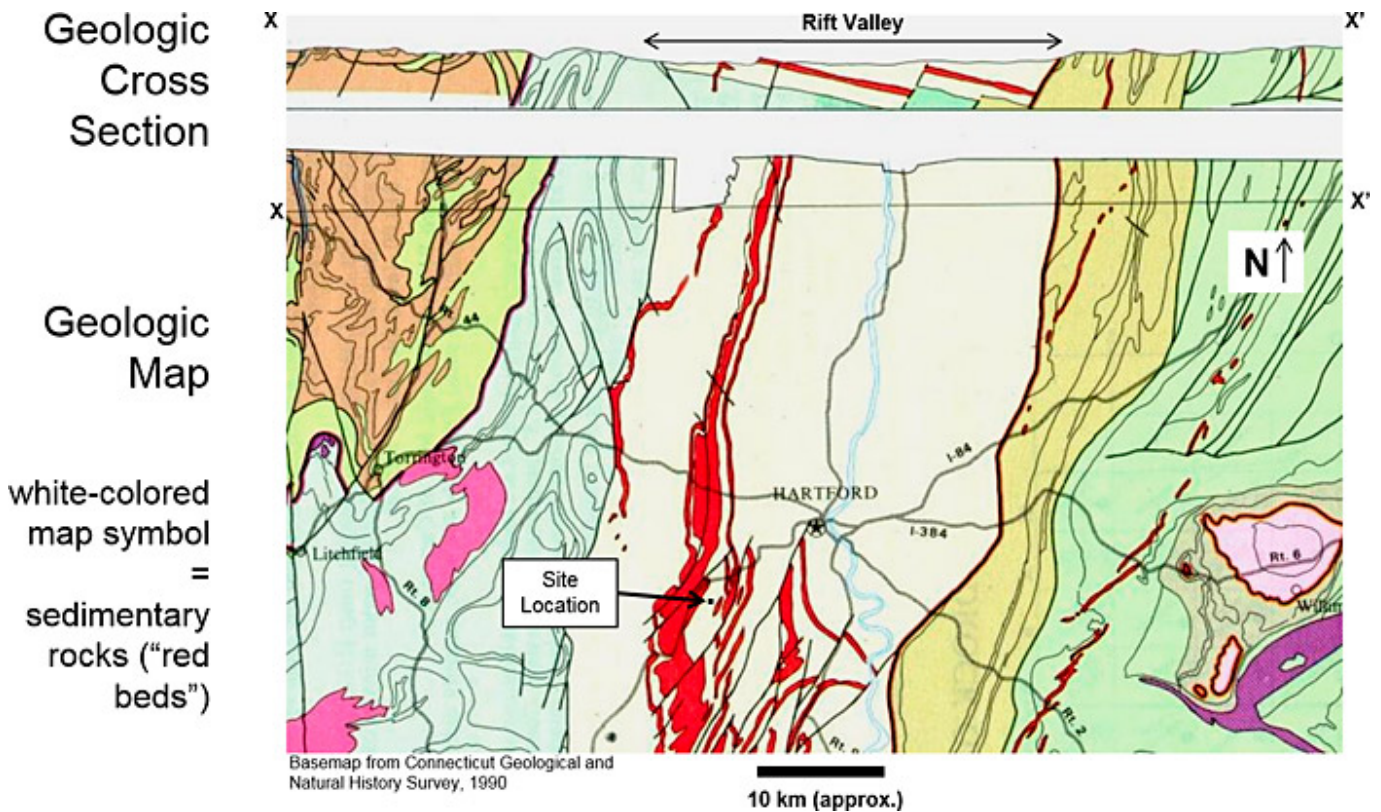 Geologic
Cross
Section
X
Rift Valley
X'
X
X'
N
Geologic
Map
44
Torrington
white-colored
map symbol
=
sedimentary
rocks ("red
beds")
HARTFORD
I-84
I-384
Litchfield
Rt. 8
Site
Location
Rt. 6
Rt. 2
Basemap from Connecticut Geological and
Natural History Survey, 1990
10 km (approx.)